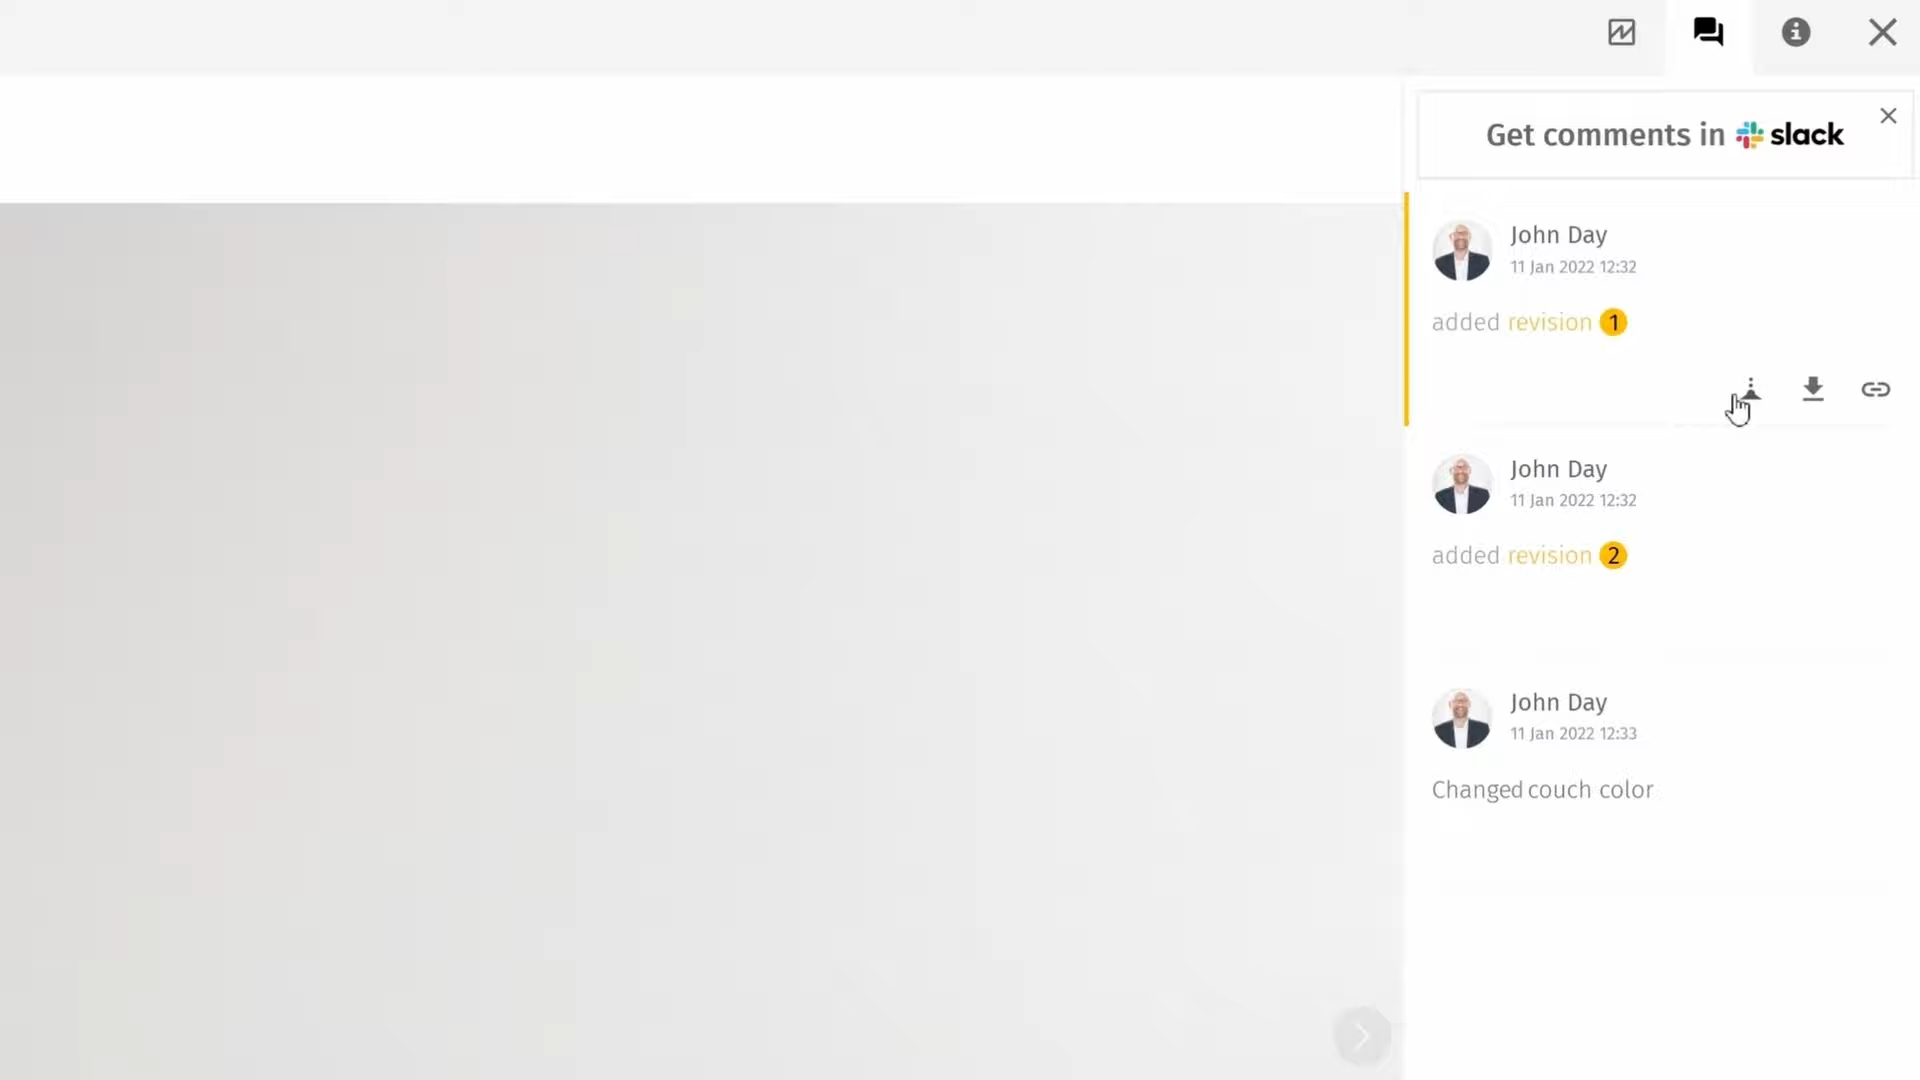 Get comments in slack
John Day
11 Jan 2022 12:32
added revision 1
John Day
11 Jan 2022 12:32
added revision 2
John Day
11 Jan 2022 12:33
Changed couch color